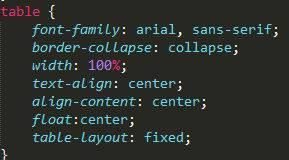 table {
font-family: arial, sans-serif;
border-collapse: collapse;
width: 100%;
text-align: center;
align-content: center;
float:center;
table-layout: fixed;
}